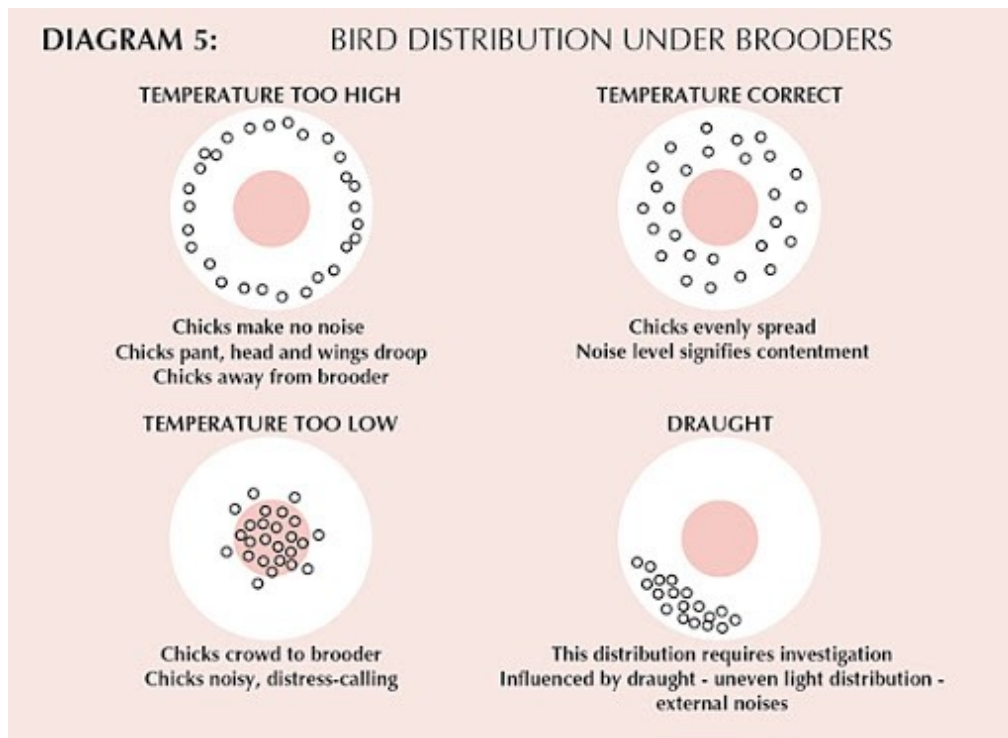 DIAGRAM 5: BIRD DISTRIBUTION UNDER BROODERS
TEMPERATURE TOO HIGH
Chicks make no noise
Chicks pant, head and wings droop
Chicks away from brooder
TEMPERATURE CORRECT
Chicks evenly spread
Noise level signifies contentment
TEMPERATURE TOO LOW
Chicks crowd to brooder
Chicks noisy, distress-calling
DRAUGHT
This distribution requires investigation
Influenced by draught - uneven light distribution -
external noises